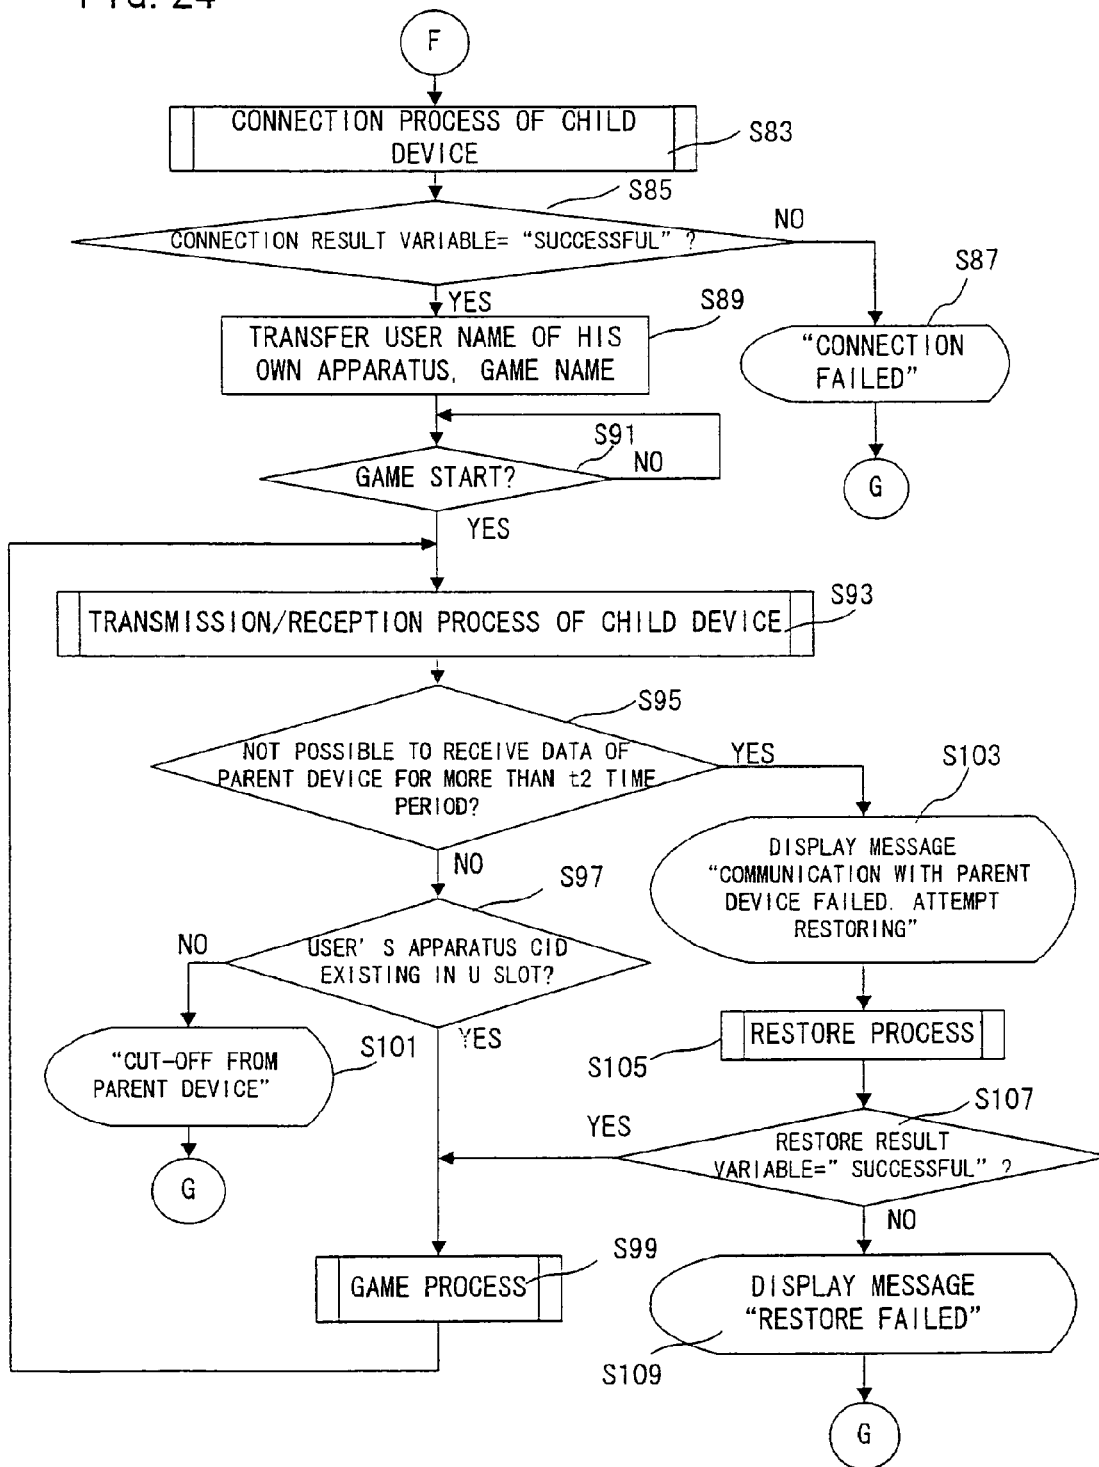 FIG. 24
F
CONNECTION PROCESS OF CHILD
DEVICE
S83
S85
CONNECTION RESULT VARIABLE= “SUCCESSFUL” ?
NO
YES
S87
“CONNECTION
FAILED”
G
S89
TRANSFER USER NAME OF HIS
OWN APPARATUS, GAME NAME
S91
GAME START?
NO
YES
S93
TRANSMISSION/RECEPTION PROCESS OF CHILD DEVICE
S95
NOT POSSIBLE TO RECEIVE DATA OF
PARENT DEVICE FOR MORE THAN t2 TIME
PERIOD?
YES
NO
S103
DISPLAY MESSAGE
“COMMUNICATION WITH PARENT
DEVICE FAILED. ATTEMPT
RESTORING”
S97
USER’ S APPARATUS CID
EXISTING IN U SLOT?
NO
YES
S101
“CUT-OFF FROM
PARENT DEVICE”
G
RESTORE PROCESS
S105
S107
RESTORE RESULT
VARIABLE=” SUCCESSFUL” ?
YES
NO
S99
GAME PROCESS
DISPLAY MESSAGE
“RESTORE FAILED”
S109
G